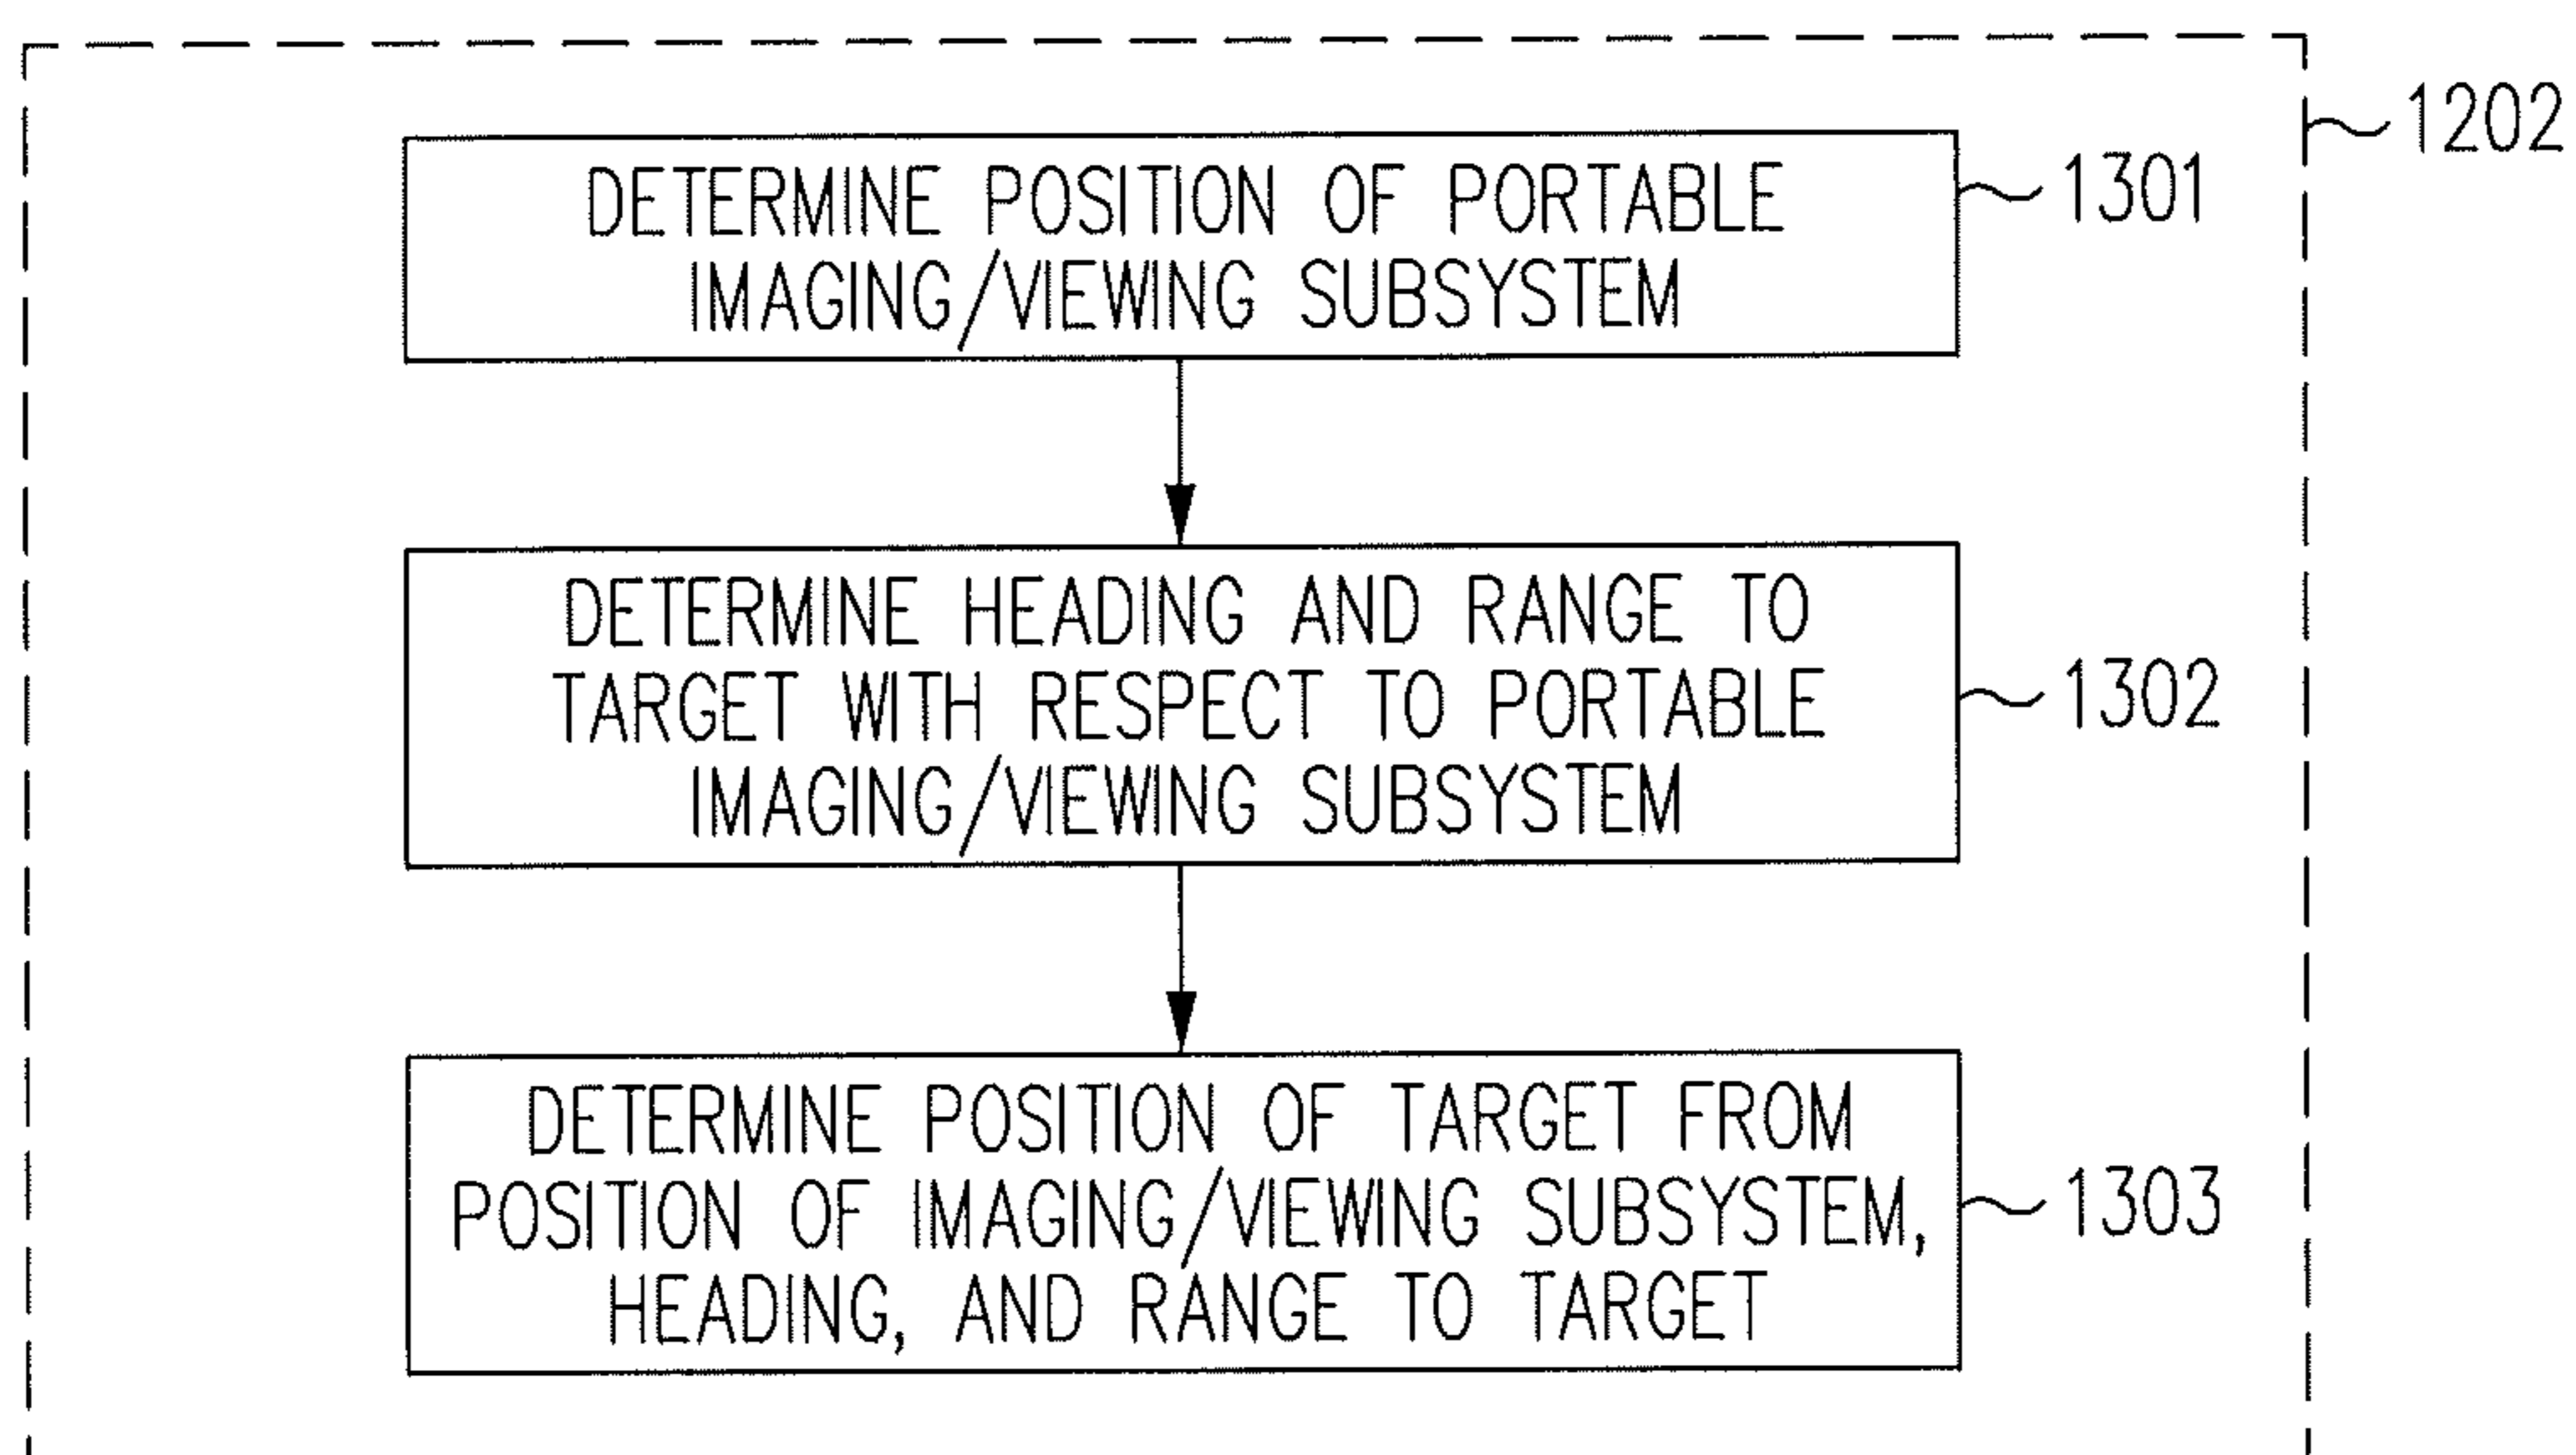 1202
DETERMINE POSITION OF PORTABLE
IMAGING/VIEWING SUBSYSTEM
1301
DETERMINE HEADING AND RANGE TO
TARGET WITH RESPECT TO PORTABLE
IMAGING/VIEWING SUBSYSTEM
1302
DETERMINE POSITION OF TARGET FROM
POSITION OF IMAGING/VIEWING SUBSYSTEM,
HEADING, AND RANGE TO TARGET
1303